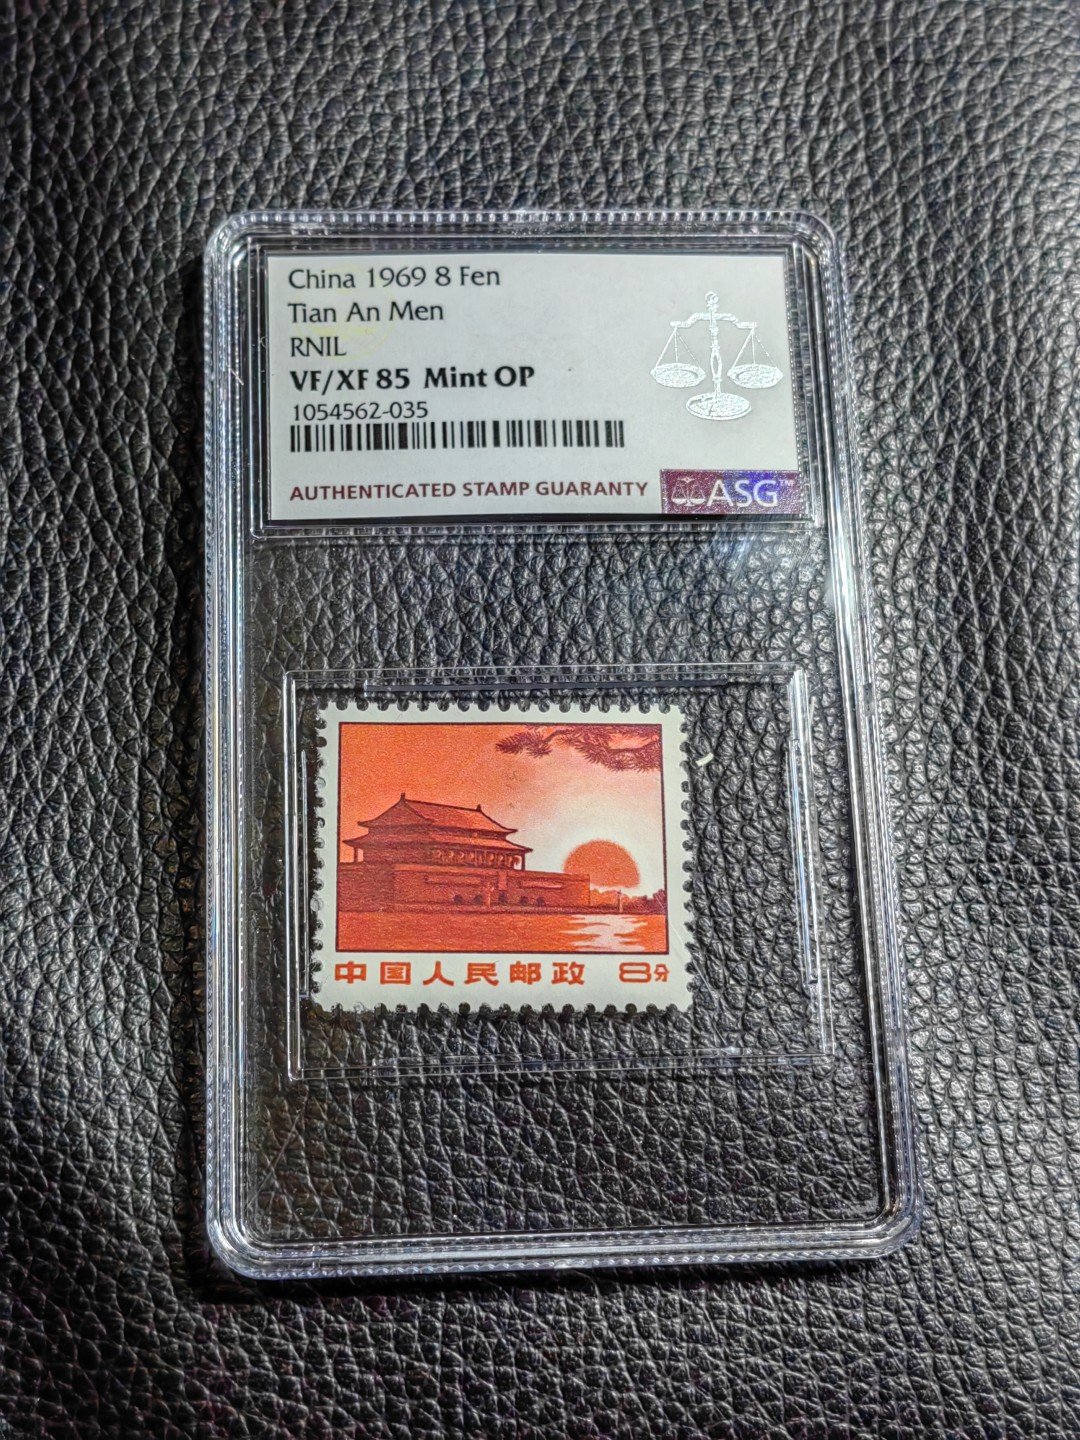 China 1969 8 Fen
Tian An Men
RNIL
VF/XF 85 Mint OP
1054562-035
AUTHENTICATED STAMP GUARANTY
ASG™
中国人民邮政 8分